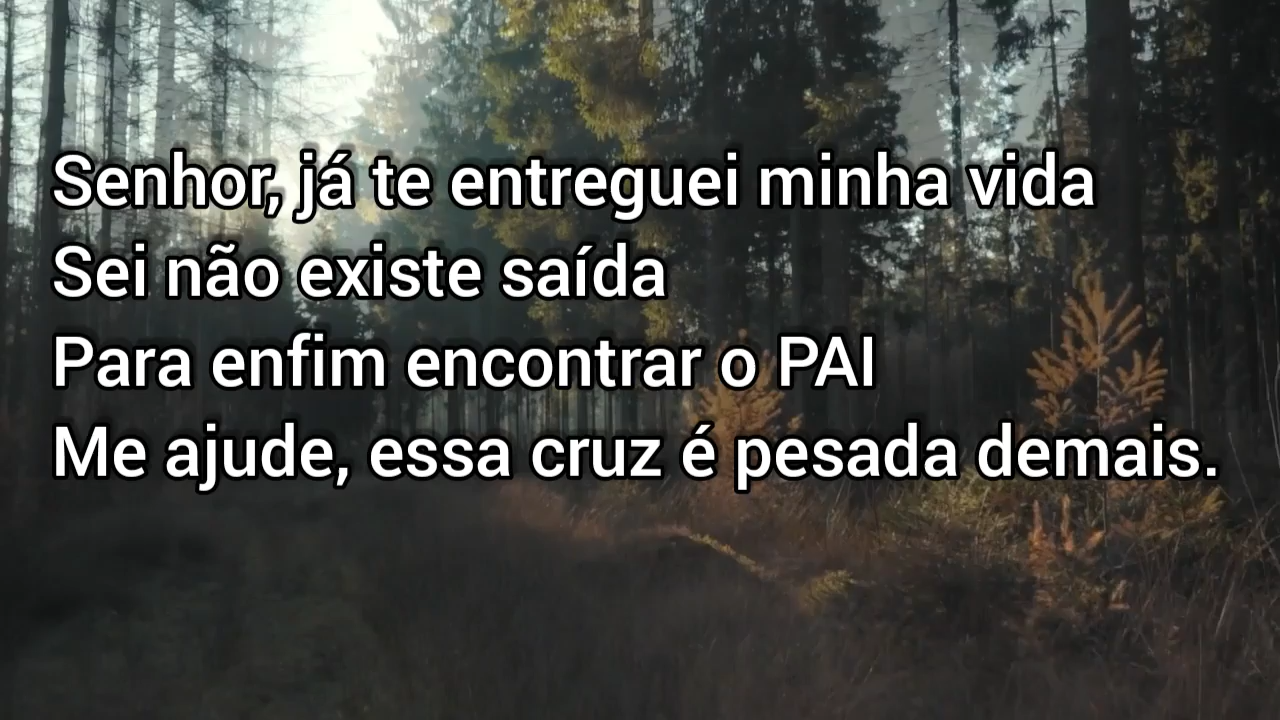 Senhor, já te entreguei minha vida
Sei não existe saída
Para enfim encontrar o PAI
Me ajude, essa cruz é pesada demais.